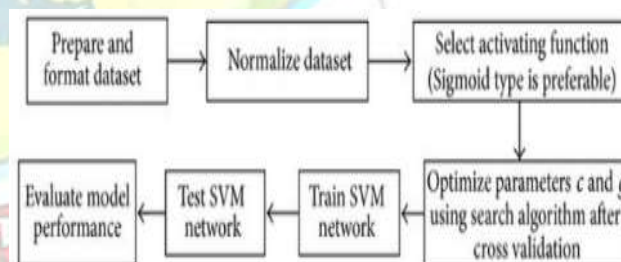 Prepare and
format dataset
Normalize dataset
Select activating function
(Sigmoid type is preferable)
Optimize parameters c and g
using search algorithm after
cross validation
Train SVM
network
Test SVM
network
Evaluate model
performance